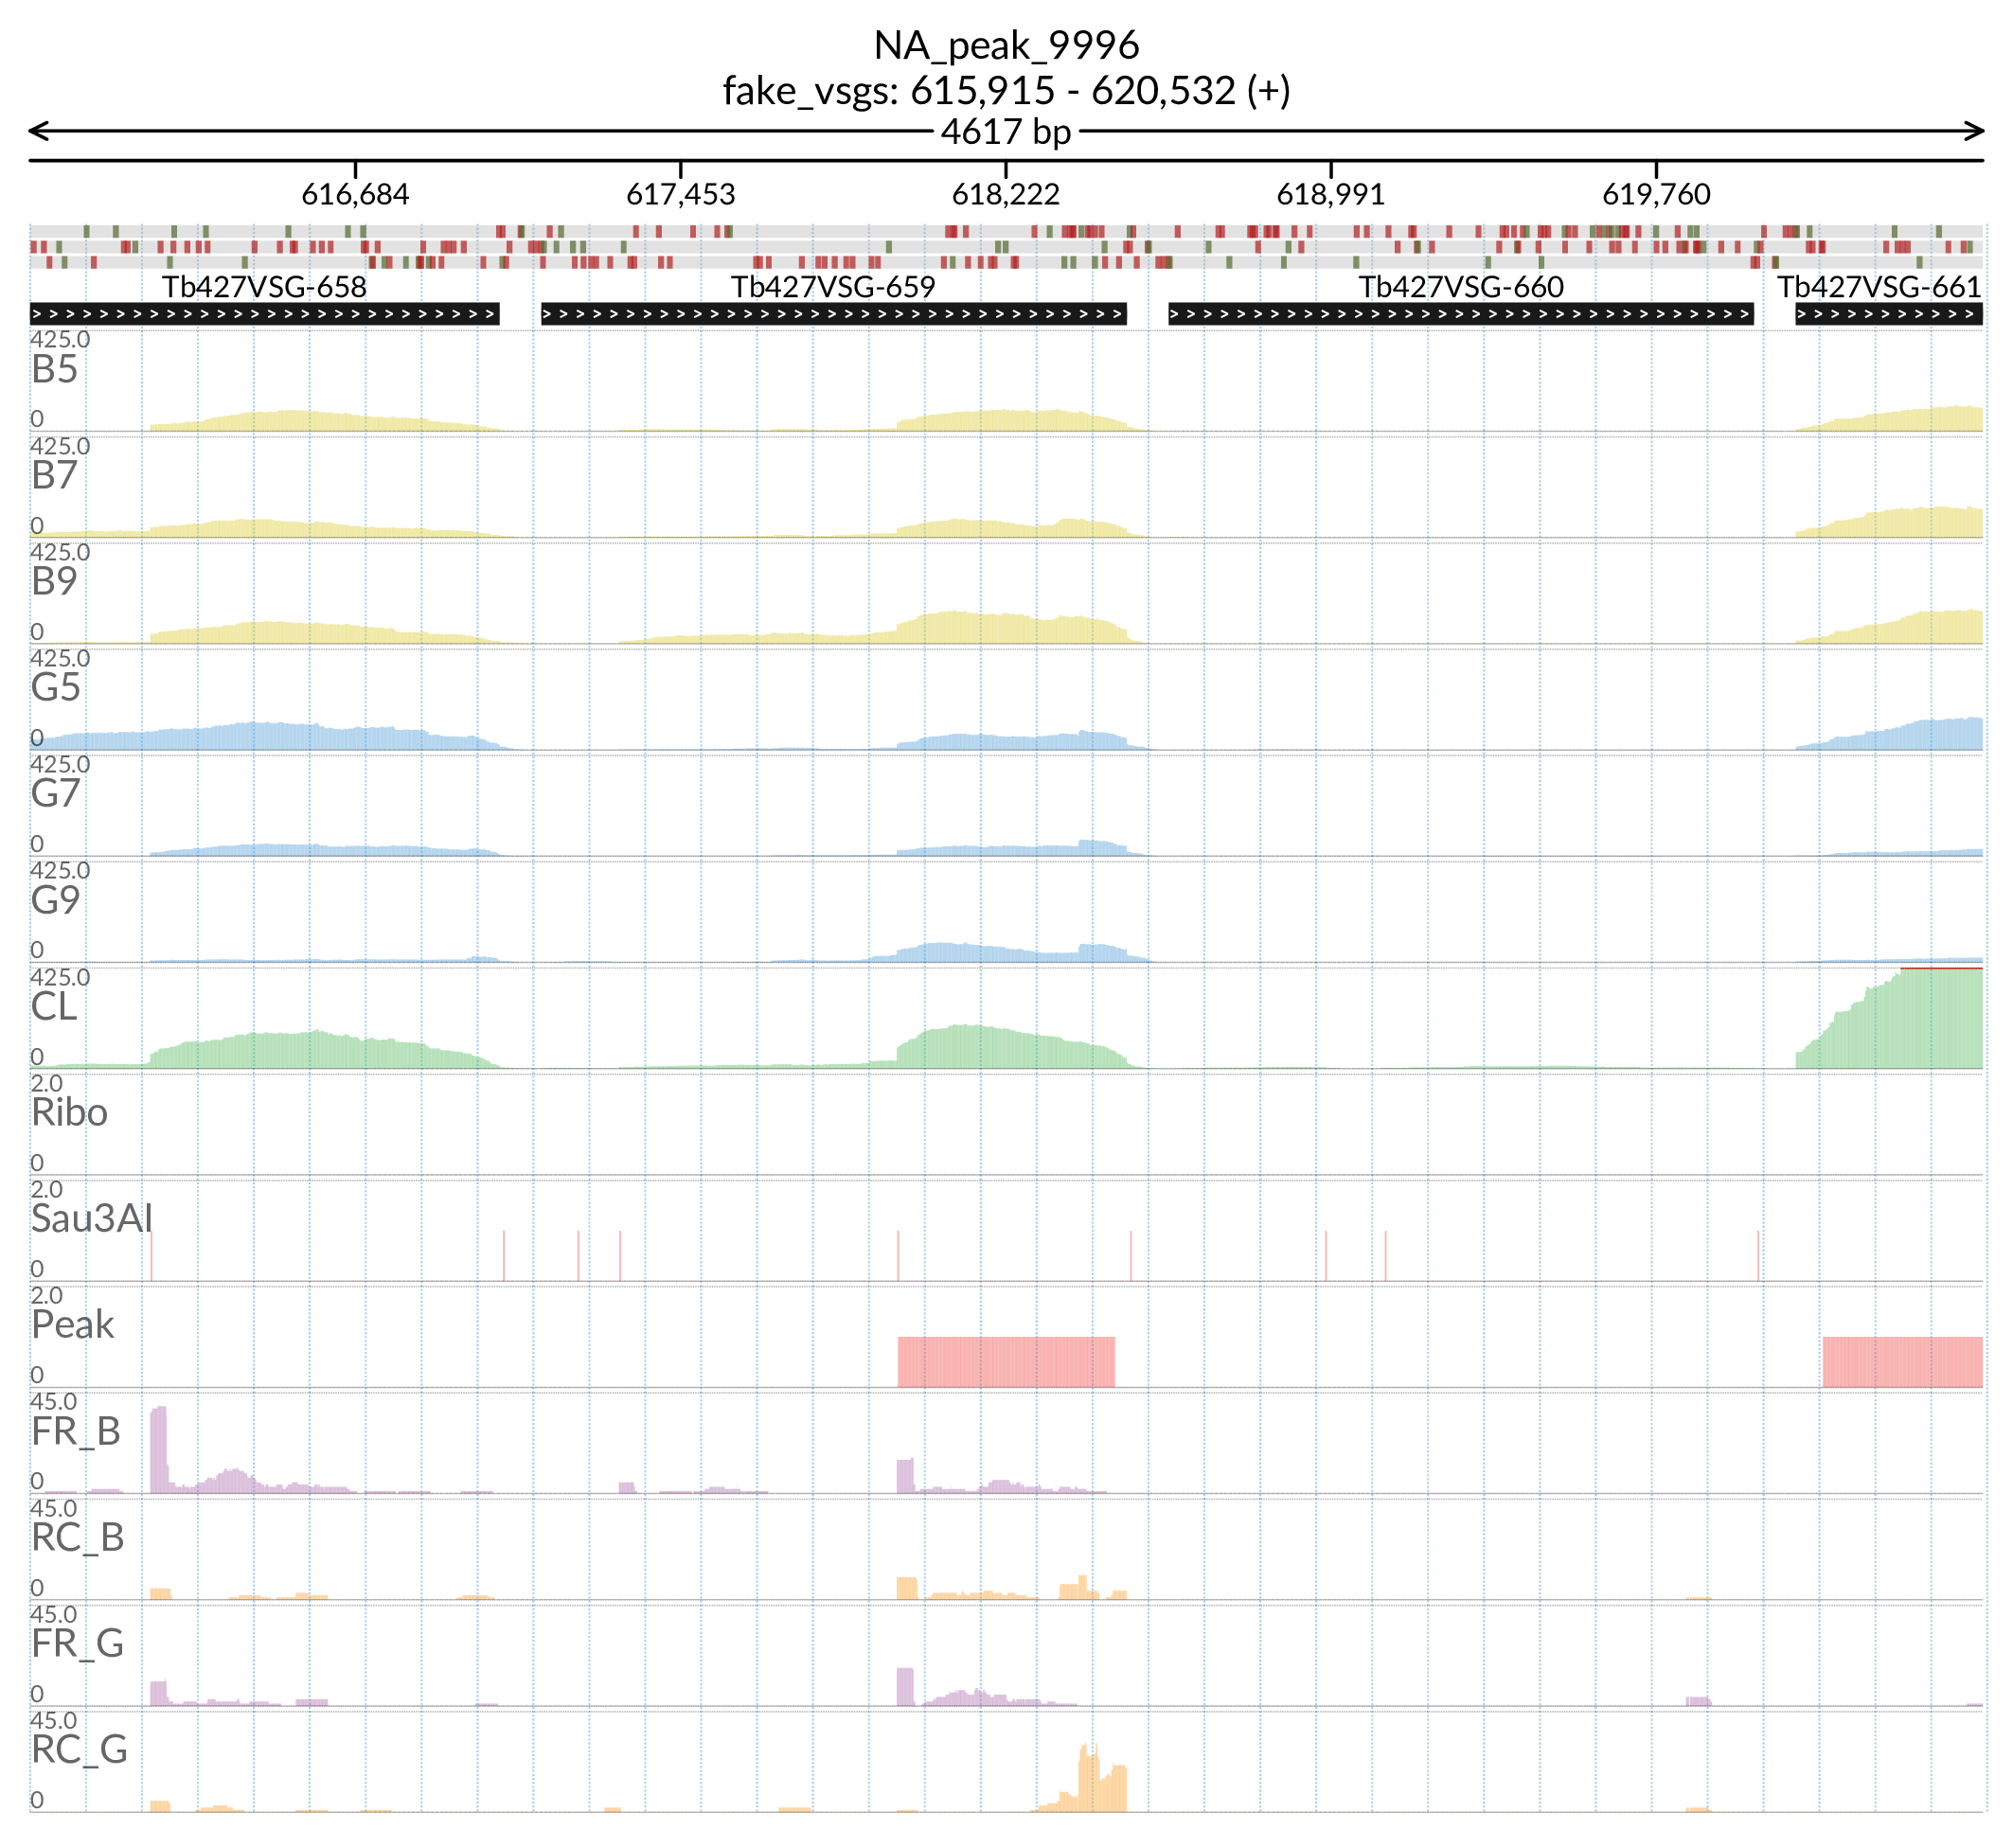 NA_peak_9996
fake_vsgs: 615,915 - 620,532 (+)
4617 bp
616,684 617,453 618,222 618,991 619,760
Tb427VSG-658 Tb427VSG-659 Tb427VSG-660 Tb427VSG-661
425.0
B5
0
425.0
B7
0
425.0
B9
0
425.0
G5
0
425.0
G7
0
425.0
G9
0
425.0
CL
0
2.0
Ribo
0
2.0
Sau3AI
0
2.0
Peak
0
45.0
FR_B
0
45.0
RC_B
0
45.0
FR_G
0
45.0
RC_G
0